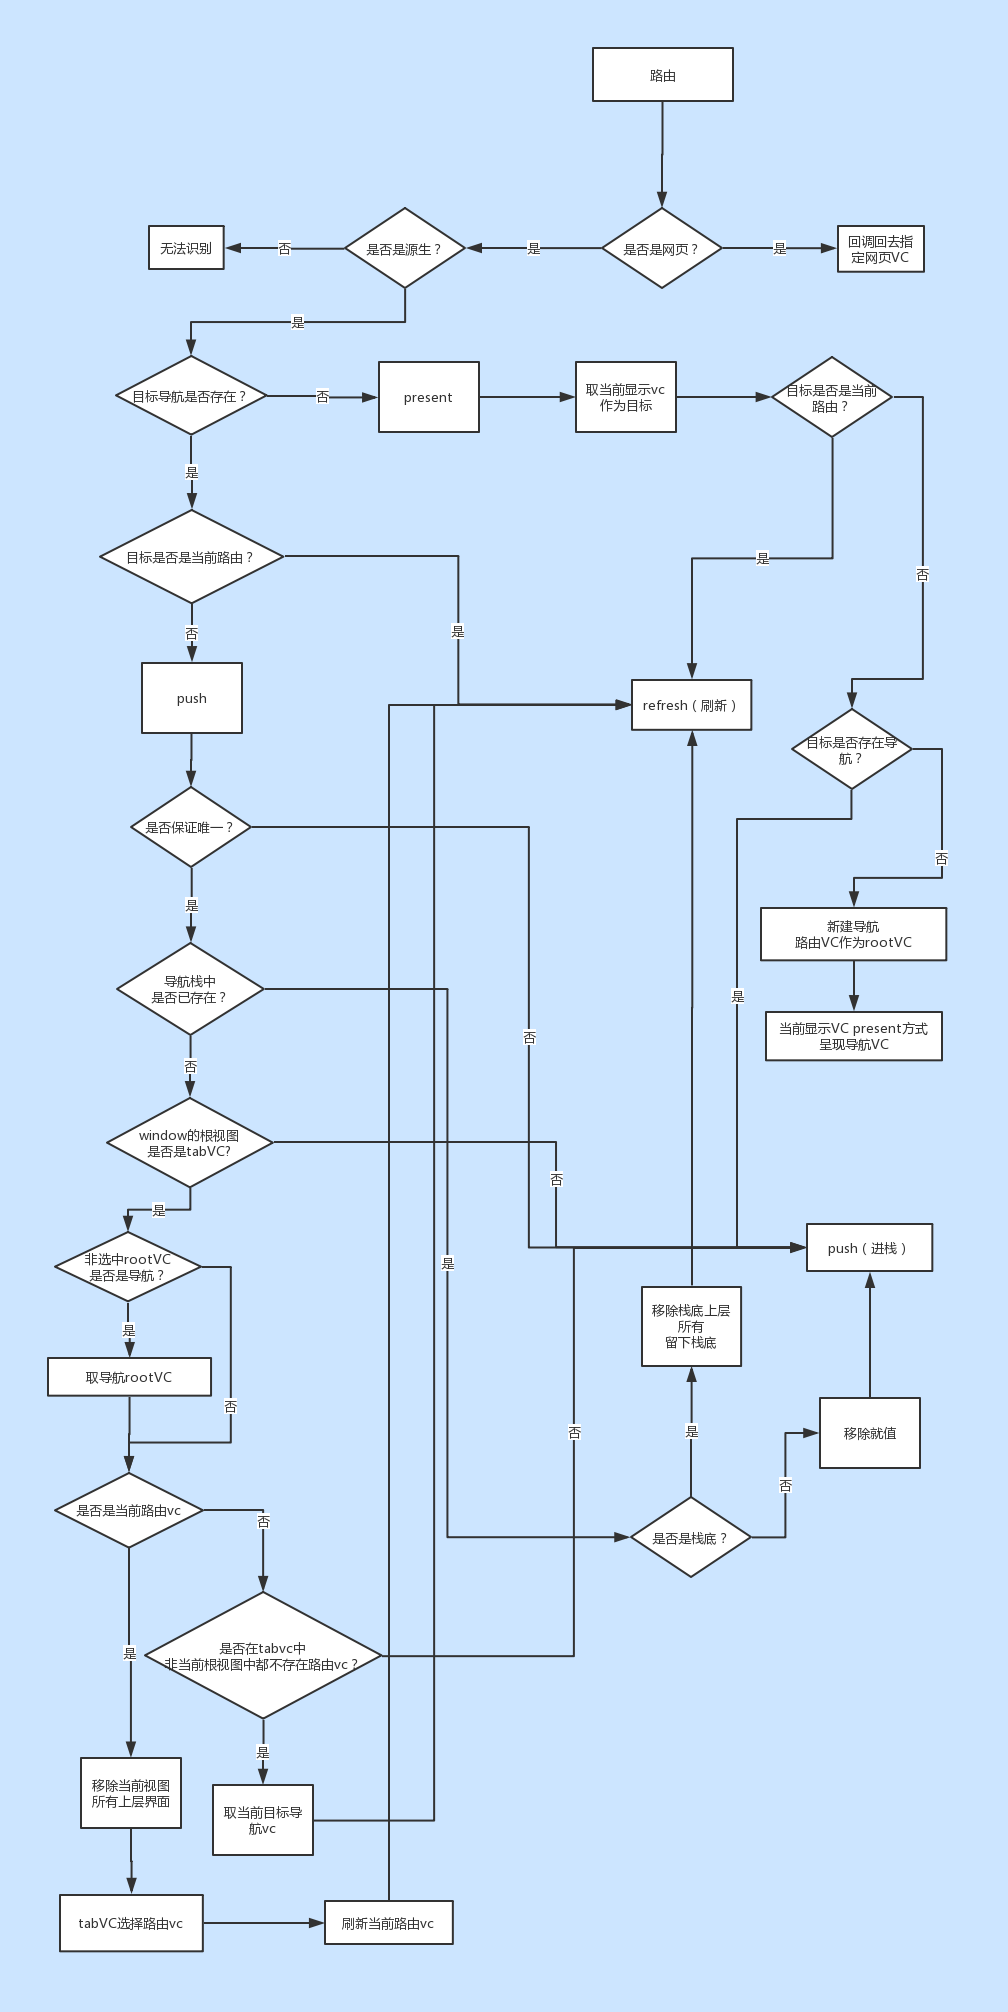 路由
无法识别
否
是否是源生？
是
是否是网页？
是
回调回去指
定网页VC
是
目标导航是否存在？
否
present
取当前显示vc
作为目标
目标是否是当前
路由？
是
目标是否是当前路由？
是
否
否
是
push
refresh（刷新）
目标是否存在导
航？
是否保证唯一？
否
是
新建导航
路由VC作为rootVC
导航栈中
是否已存在？
是
当前显示VC present方式
呈现导航VC
否
否
window的根视图
是否是tabVC?
否
是
push（进栈）
非选中rootVC
是否是导航？
是
移除栈底上层
所有
留下栈底
是
取导航rootVC
否
否
是
移除就值
否
是否是当前路由vc
否
是否是栈底？
是否在tabvc中
非当前根视图中都不存在路由vc？
是
是
移除当前视图
所有上层界面
取当前目标导
航vc
tabVC选择路由vc
刷新当前路由vc